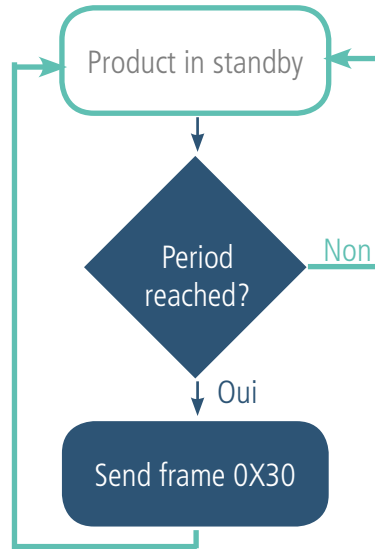 Product in standby
Period
reached?
Non
Oui
Send frame 0X30